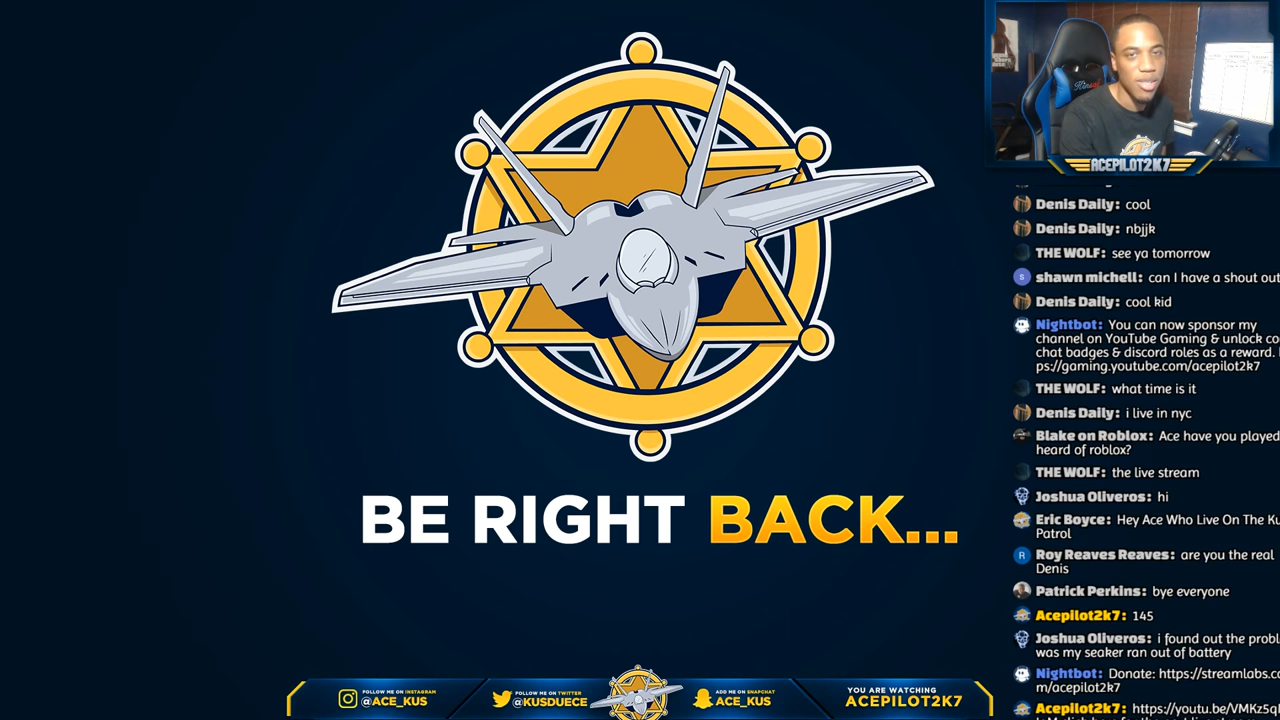 BE RIGHT BACK...
ACEPILOT2K7
Denis Daily: cool
Denis Daily: nbjjk
THE WOLF: see ya tomorrow
shawn michell: can I have a shout out
Denis Daily: cool kid
Nightbot: You can now sponsor my
channel on YouTube Gaming & unlock co
chat badges & discord roles as a reward.
ps://gaming.youtube.com/acepilot2k7
THE WOLF: what time is it
Denis Daily: i live in nyc
Blake on Roblox: Ace have you played
heard of roblox?
THE WOLF: the live stream
Joshua Oliveros: hi
Eric Boyce: Hey Ace Who Live On The Ku
Patrol
Roy Reaves Reaves: are you the real
Denis
Patrick Perkins: bye everyone
Acepilot2k7: 145
Joshua Oliveros: i found out the probl
was my seaker ran out of battery
Nightbot: Donate: https://streamlabs.c
m/acepilot2k7
Acepilot2k7: https://youtu.be/VMKz5q
FOLLOW ME ON INSTAGRAM
@ACE_KUS
FOLLOW ME ON TWITTER
@KUSDUECE
ADD ME ON SNAPCHAT
ACE_KUS
YOU ARE WATCHING
ACEPILOT2K7